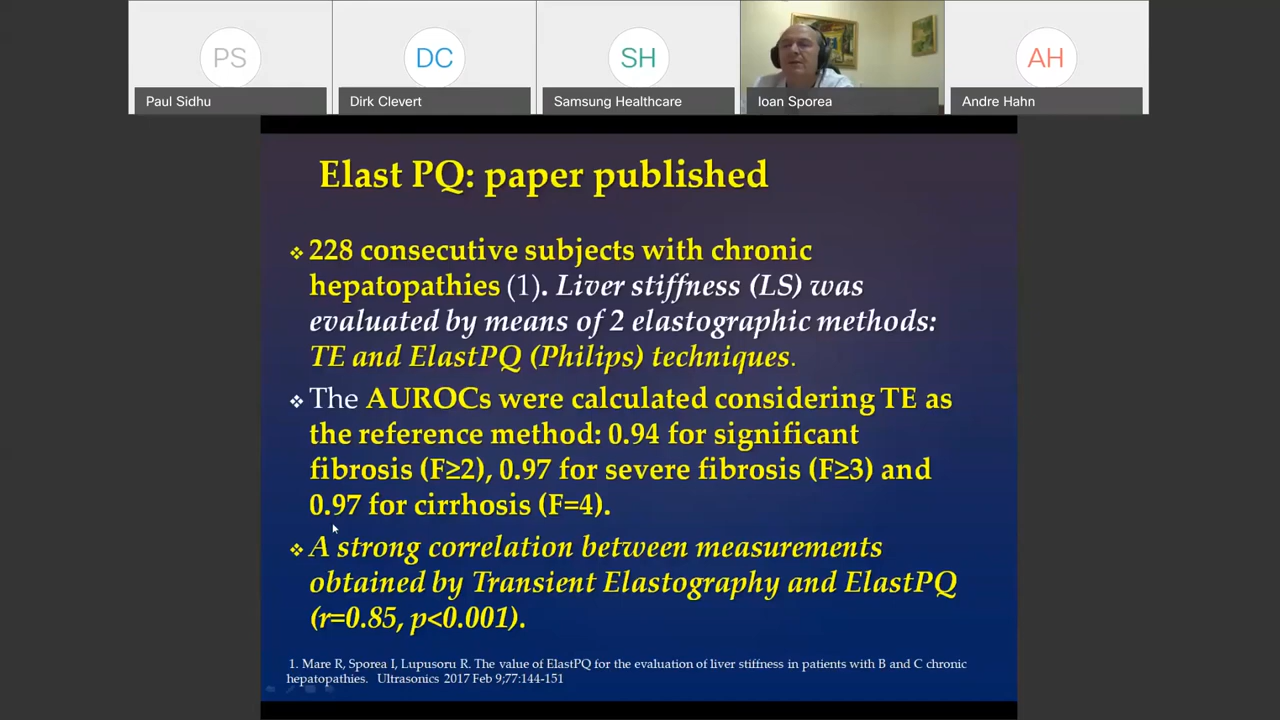 PS
DC
SH
AH
Paul Sidhu
Dirk Clevert
Samsung Healthcare
Ioan Sporea
Andre Hahn
Elast PQ: paper published
❖ 228 consecutive subjects with chronic
hepatopathies (1). Liver stiffness (LS) was
evaluated by means of 2 elastographic methods:
TE and ElastPQ (Philips) techniques.
❖ The AUROCs were calculated considering TE as
the reference method: 0.94 for significant
fibrosis (F≥2), 0.97 for severe fibrosis (F≥3) and
0.97 for cirrhosis (F=4).
❖ A strong correlation between measurements
obtained by Transient Elastography and ElastPQ
(r=0.85, p<0.001).
1. Mare R, Sporea I, Lupusoru R. The value of ElastPQ for the evaluation of liver stiffness in patients with B and C chronic
hepatopathies. Ultrasonics 2017 Feb 9;77:144-151